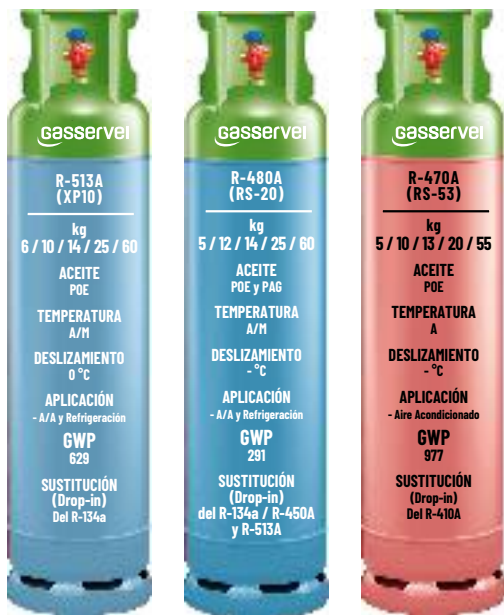 Gasservei
R-513A
(XP10)
kg
6 / 10 / 14 / 25 / 60
ACEITE
POE
TEMPERATURA
A/M
DESLIZAMIENTO
0 °C
APLICACIÓN
- A/A y Refrigeración
GWP
629
SUSTITUCIÓN
(Drop-in)
Del R-134a
Gasservei
R-480A
(RS-20)
kg
5 / 12 / 14 / 25 / 60
ACEITE
POE y PAG
TEMPERATURA
A/M
DESLIZAMIENTO
- °C
APLICACIÓN
- A/A y Refrigeración
GWP
291
SUSTITUCIÓN
(Drop-in)
del R-134a / R-450A
y R-513A
Gasservei
R-470A
(RS-53)
kg
5 / 10 / 13 / 20 / 55
ACEITE
POE
TEMPERATURA
A
DESLIZAMIENTO
- °C
APLICACIÓN
- Aire Acondicionado
GWP
977
SUSTITUCIÓN
(Drop-in)
Del R-410A